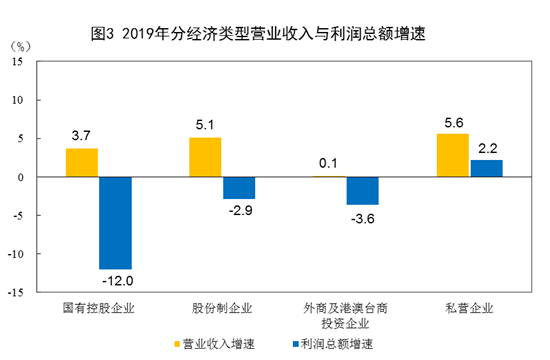 图3 2019年分经济类型营业收入与利润总额增速
(%)
15
10
5
0
-5
-10
-15
3.7
-12.0
5.1
-2.9
0.1
-3.6
5.6
2.2
国有控股企业
股份制企业
外商及港澳台商
投资企业
私营企业
营业收入增速
利润总额增速